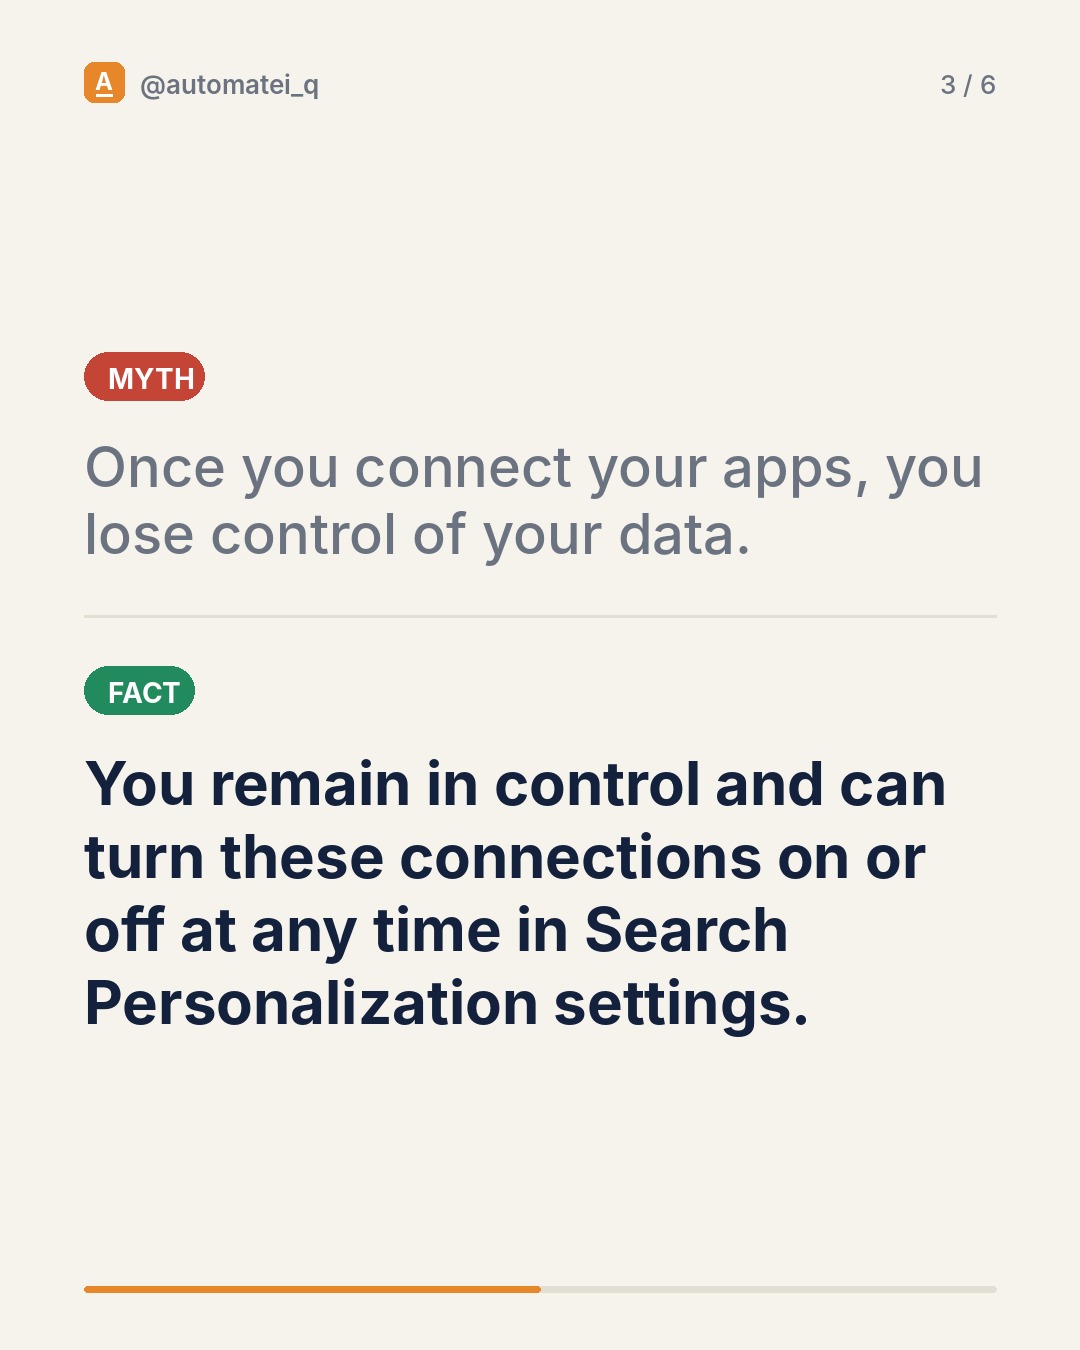 A @automatei_q
3 / 6
MYTH
Once you connect your apps, you
lose control of your data.
FACT
You remain in control and can
turn these connections on or
off at any time in Search
Personalization settings.